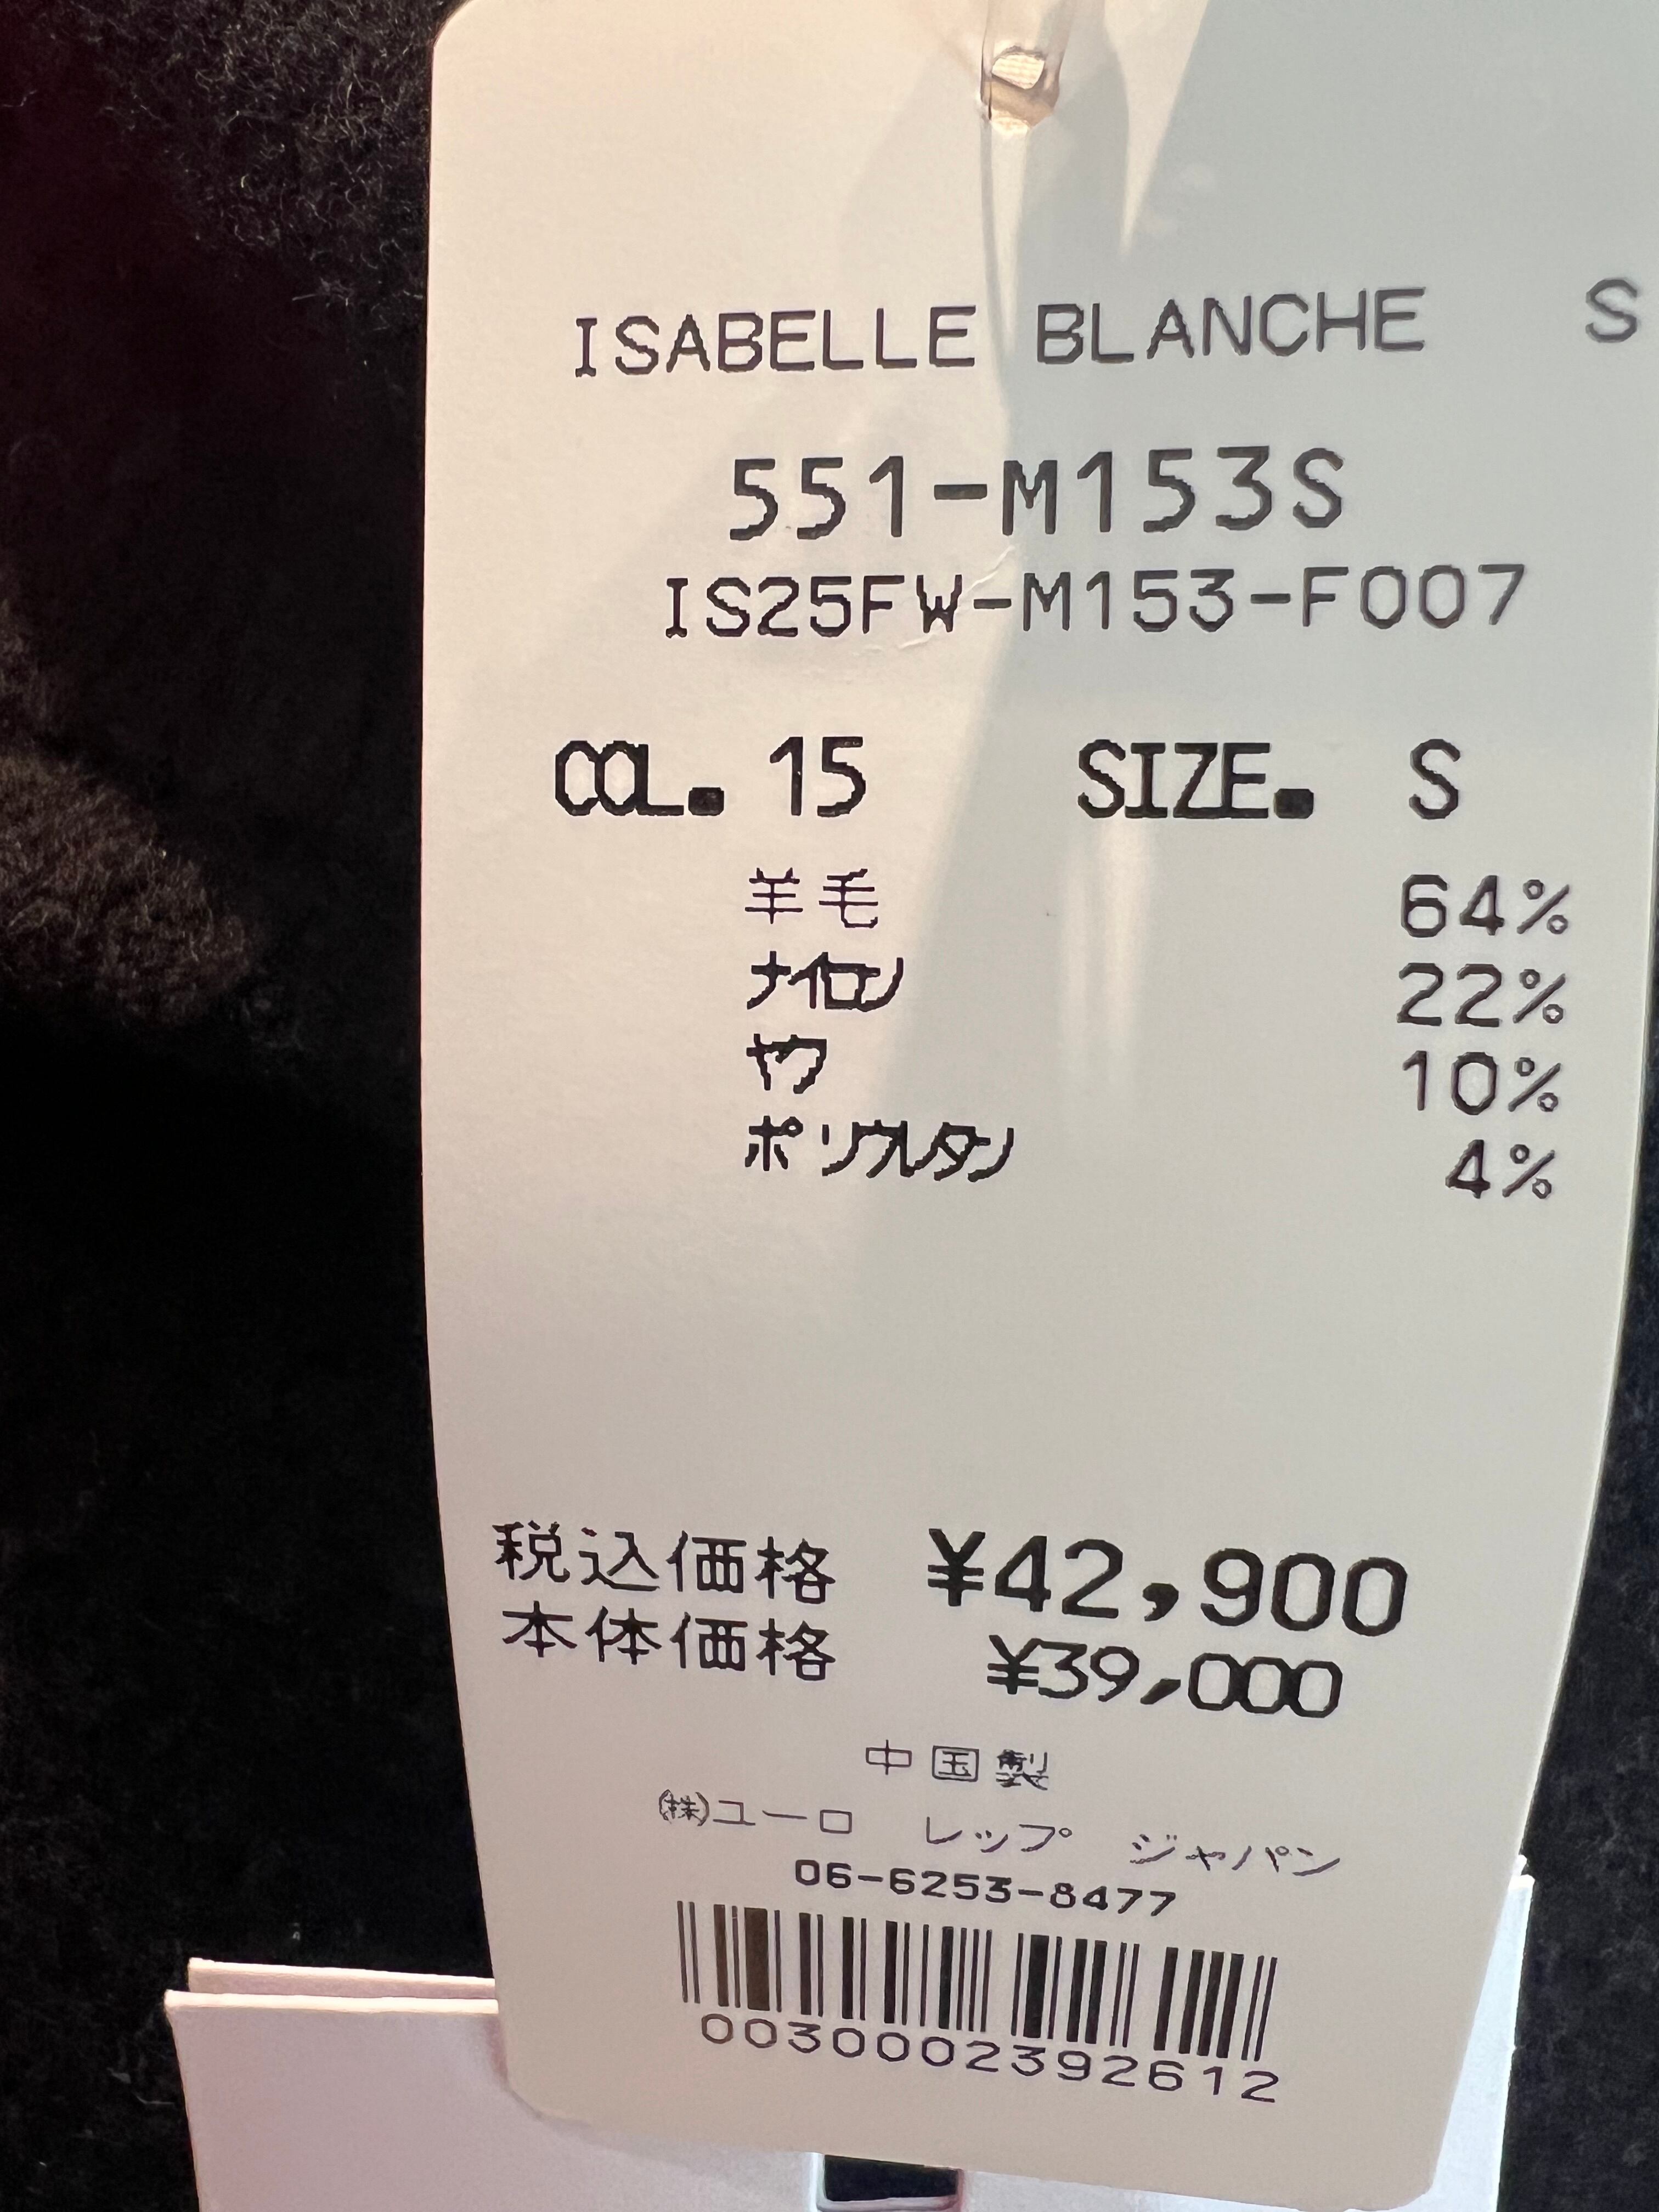 ISABELLE BLANCHE S
551-M153S
IS25FW-M153-F007
COL. 15 SIZE. S
羊毛 64%
ナイロン 22%
ヤク 10%
ポリウレタン 4%
税込価格 ¥42,900
本体価格 ¥39,000
中国製
㈱ユーロ レップ ジャパン
06-6253-8477
0030002392612